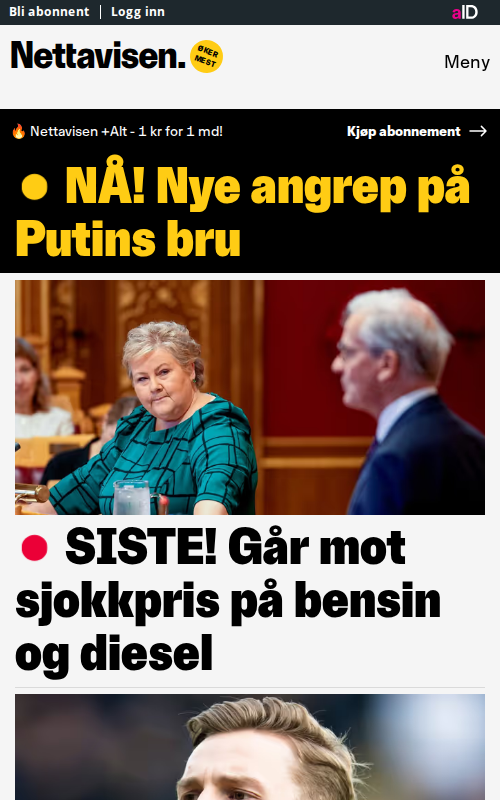 Bli abonnent | Logg inn
aID
Nettavisen.
ØKER
MEST
Meny
🔥 Nettavisen +Alt - 1 kr for 1 md!
Kjøp abonnement →
NÅ! Nye angrep på
Putins bru
SISTE! Går mot
sjokkpris på bensin
og diesel